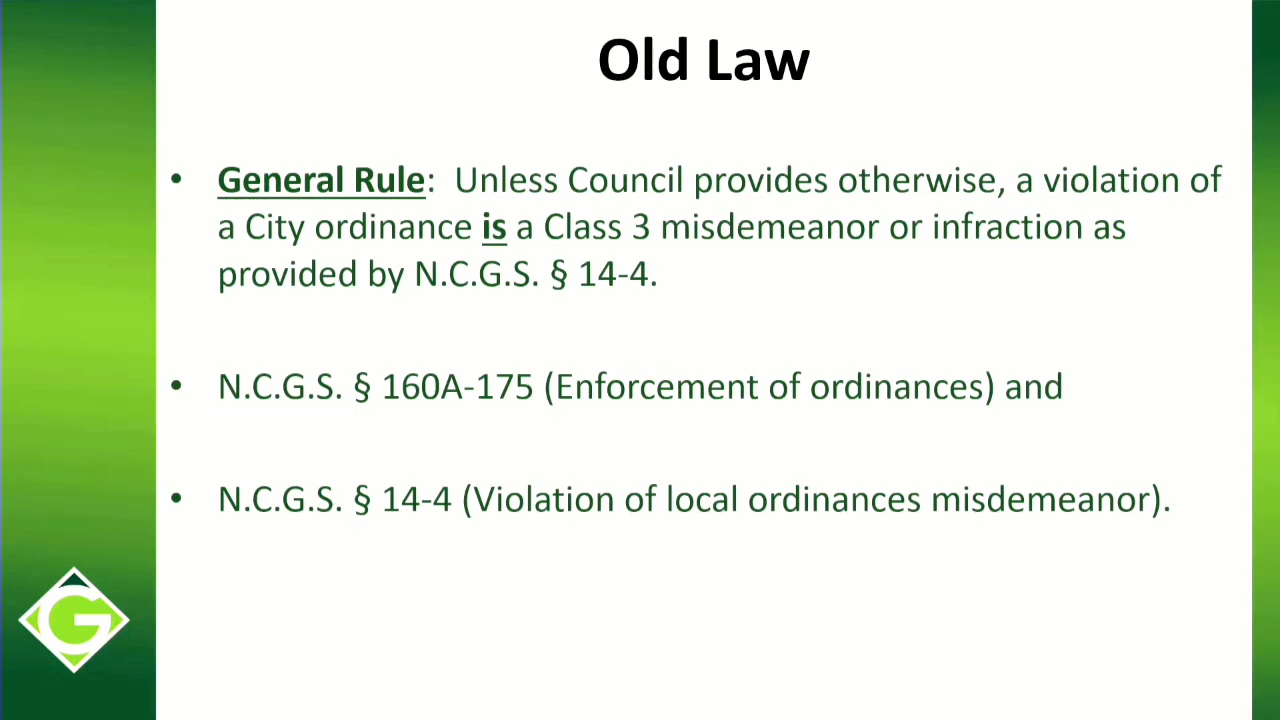 Old Law
• General Rule: Unless Council provides otherwise, a violation of
a City ordinance is a Class 3 misdemeanor or infraction as
provided by N.C.G.S. § 14-4.
• N.C.G.S. § 160A-175 (Enforcement of ordinances) and
• N.C.G.S. § 14-4 (Violation of local ordinances misdemeanor).
G